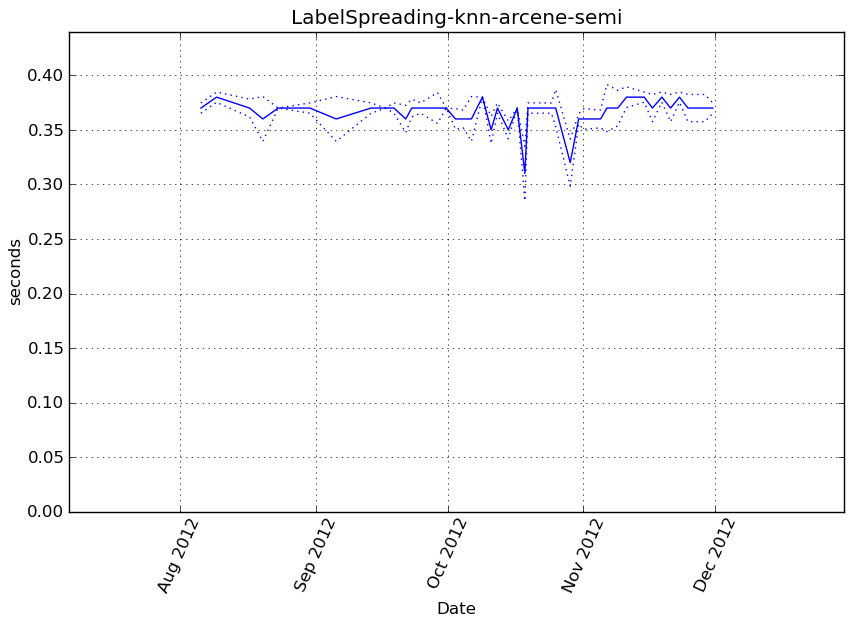 LabelSpreading-knn-arcene-semi
0.40
0.35
0.30
0.25
0.20
0.15
0.10
0.05
0.00
seconds
Aug 2012
Sep 2012
Oct 2012
Nov 2012
Dec 2012
Date